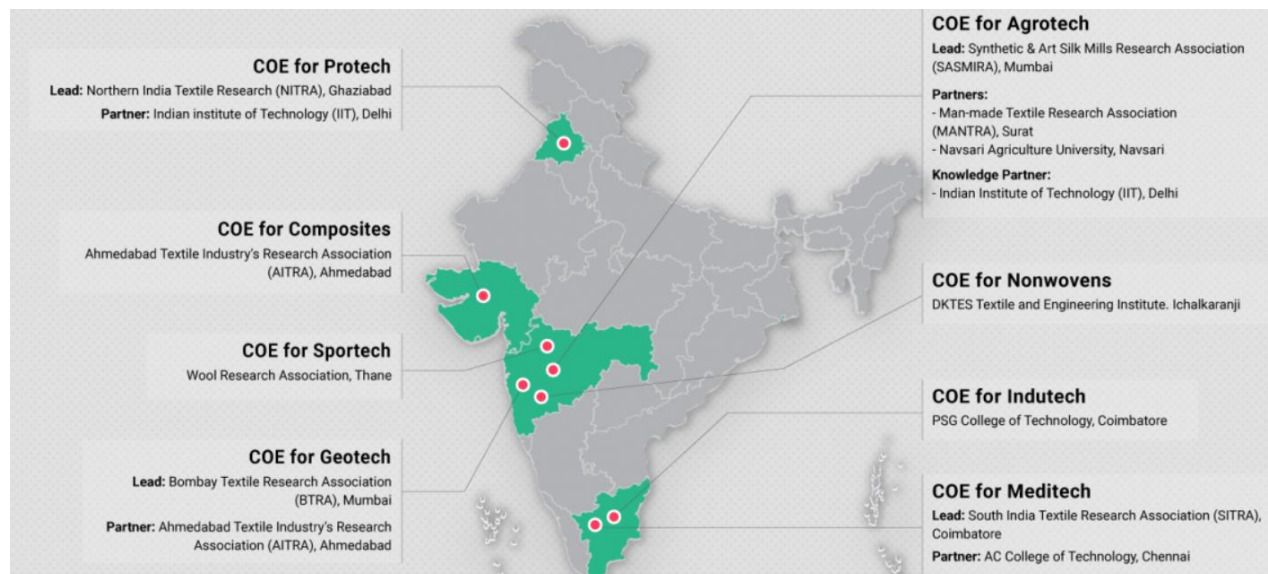 COE for Protech
Lead: Northern India Textile Research (NITRA), Ghaziabad
Partner: Indian institute of Technology (IIT), Delhi
COE for Composites
Ahmedabad Textile Industry's Research Association
(AITRA), Ahmedabad
COE for Sportech
Wool Research Association, Thane
COE for Geotech
Lead: Bombay Textile Research Association
(BTRA), Mumbai
Partner: Ahmedabad Textile Industry's Research
Association (AITRA), Ahmedabad
COE for Agrotech
Lead: Synthetic & Art Silk Mills Research Association
(SASMIRA), Mumbai
Partners:
- Man-made Textile Research Association
(MANTRA), Surat
- Navsari Agriculture University, Navsari
Knowledge Partner:
- Indian Institute of Technology (IIT), Delhi
COE for Nonwovens
DKTES Textile and Engineering Institute. Ichalkaranji
COE for Indutech
PSG College of Technology, Coimbatore
COE for Meditech
Lead: South India Textile Research Association (SITRA),
Coimbatore
Partner: AC College of Technology, Chennai